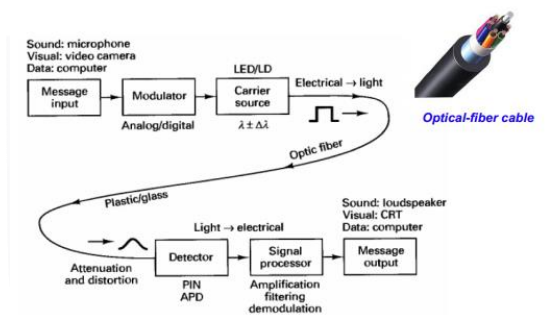 Sound: microphone
Visual: video camera
Data: computer
Message
input
Modulator
Analog/digital
LED/LD
Carrier
source
λ ± Δλ
Electrical → light
Optical-fiber cable
Optic fiber
Plastic/glass
Attenuation
and distortion
Light → electrical
Detector
PIN
APD
Signal
processor
Amplification
filtering
demodulation
Sound: loudspeaker
Visual: CRT
Data: computer
Message
output